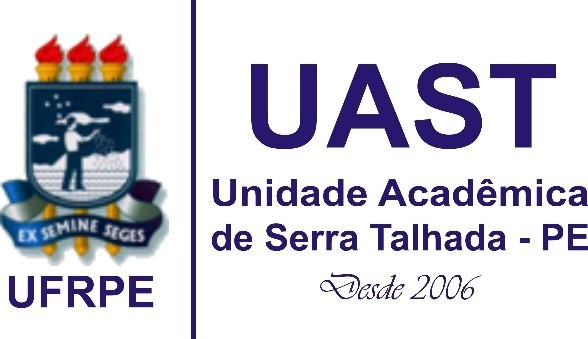 EX SEMINE SEGES
UFRPE
UAST
Unidade Acadêmica
de Serra Talhada - PE
Desde 2006